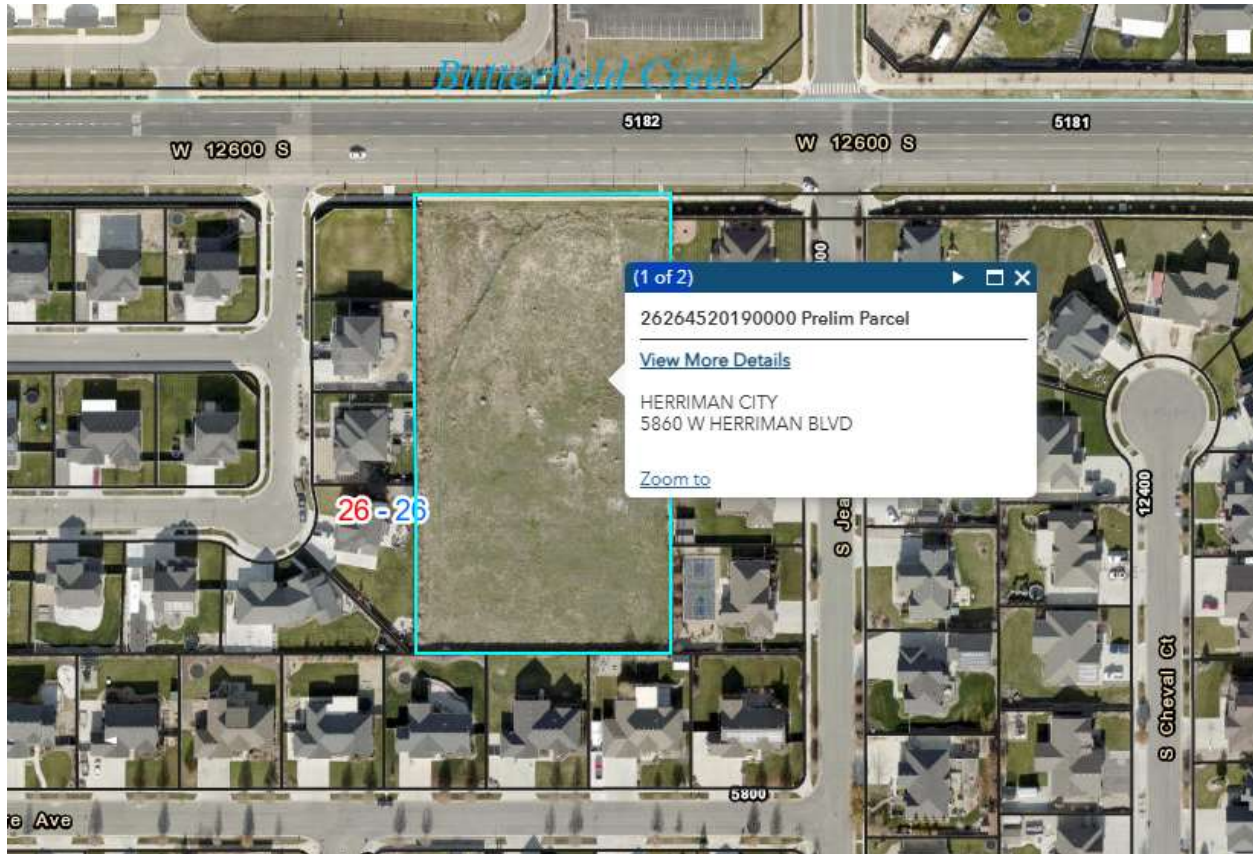 Butterfield Creek
5182
5181
W 12600 S
W 12600 S
(1 of 2)
26264520190000 Prelim Parcel
View More Details
HERRIMAN CITY
5860 W HERRIMAN BLVD
Zoom to
26 - 26
S Jea
12400
S Cheval Ct
5800
Ave